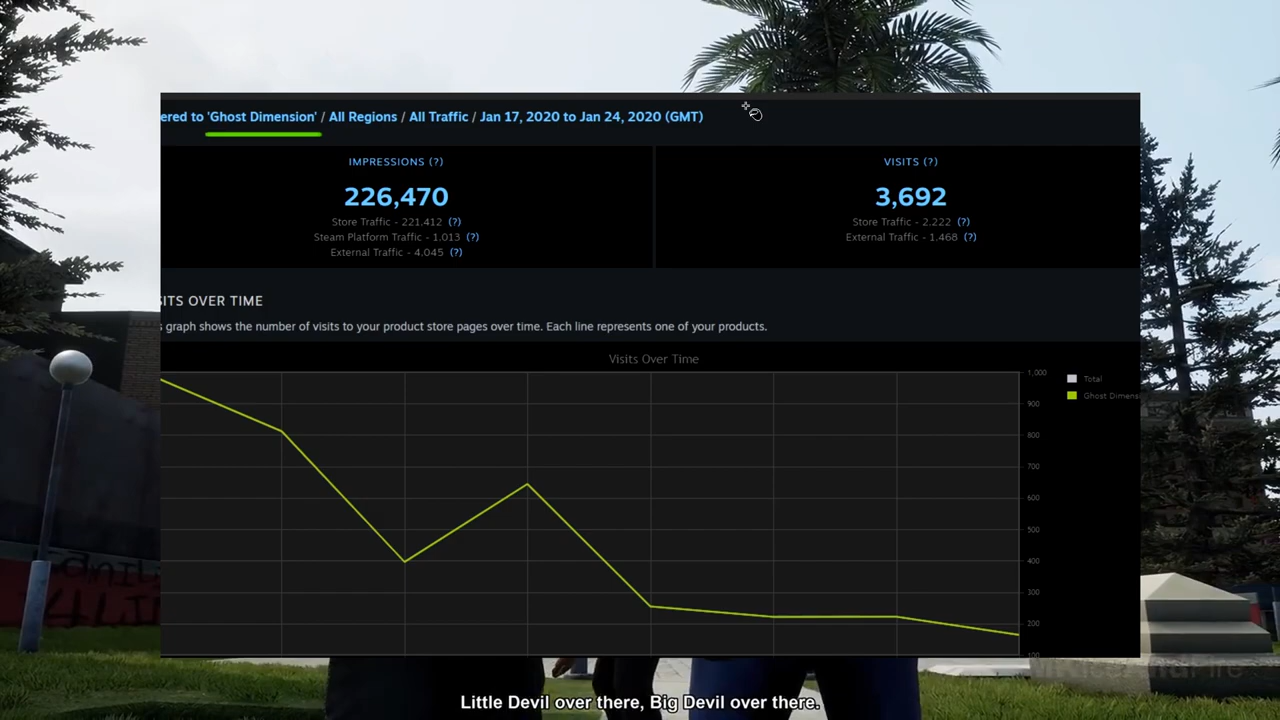 ered to 'Ghost Dimension' / All Regions / All Traffic / Jan 17, 2020 to Jan 24, 2020 (GMT)
IMPRESSIONS (?)
226,470
Store Traffic - 221,412 (?)
Steam Platform Traffic - 1,013 (?)
External Traffic - 4,045 (?)
VISITS (?)
3,692
Store Traffic - 2,222 (?)
External Traffic - 1,468 (?)
SITS OVER TIME
s graph shows the number of visits to your product store pages over time. Each line represents one of your products.
Visits Over Time
1,000
900
800
700
600
500
400
300
200
100
Total
Ghost Dimens
Little Devil over there, Big Devil over there.